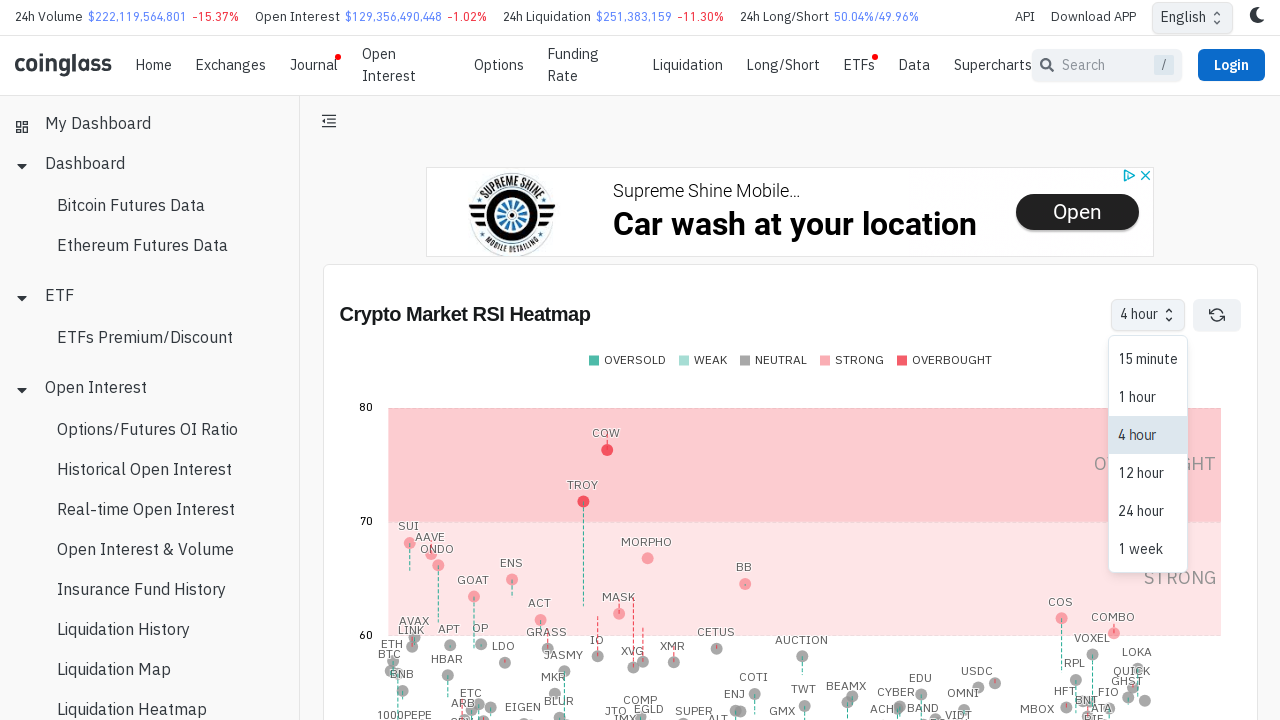 24h Volume $222,119,564,801 -15.37% Open Interest $129,356,490,448 -1.02% 24h Liquidation $251,383,159 -11.30% 24h Long/Short 50.04%/49.96% API Download APP English
coinglass Home Exchanges Journal Open Interest Options Funding Rate Liquidation Long/Short ETFs Data Supercharts Search / Login
My Dashboard
Dashboard
Bitcoin Futures Data
Ethereum Futures Data
ETF
ETFs Premium/Discount
Open Interest
Options/Futures OI Ratio
Historical Open Interest
Real-time Open Interest
Open Interest & Volume
Insurance Fund History
Liquidation History
Liquidation Map
Liquidation Heatmap
SUPREME SHINE
MOBILE DETAILING
Supreme Shine Mobile...
Car wash at your location
Open
Crypto Market RSI Heatmap
4 hour
OVERSOLD WEAK NEUTRAL STRONG OVERBOUGHT
15 minute
1 hour
4 hour
12 hour
24 hour
1 week
80
COW
TROY
70
SUI
AAVE
ONDO
MORPHO
ENS
BB
STRONG
GOAT
MASK
ACT
COS
COMBO
60
AVAX
LINK
APT
OP
GRASS
IO
CETUS
AUCTION
VOXEL
ETH
BTC
LDO
JASMY
XVG
XMR
LOKA
HBAR
RPL
BNB
MKR
COTI
USDC
QUICK
GHST
EDU
BEAMX
TWT
ETC
ENJ
CYBER
OMNI
HFT
FIO
ARB
EIGEN
BLUR
COMP
EGLD
SUPER
GMX
ACH
BAND
VIDT
MBOX
1000PEPE
JTO
ALT